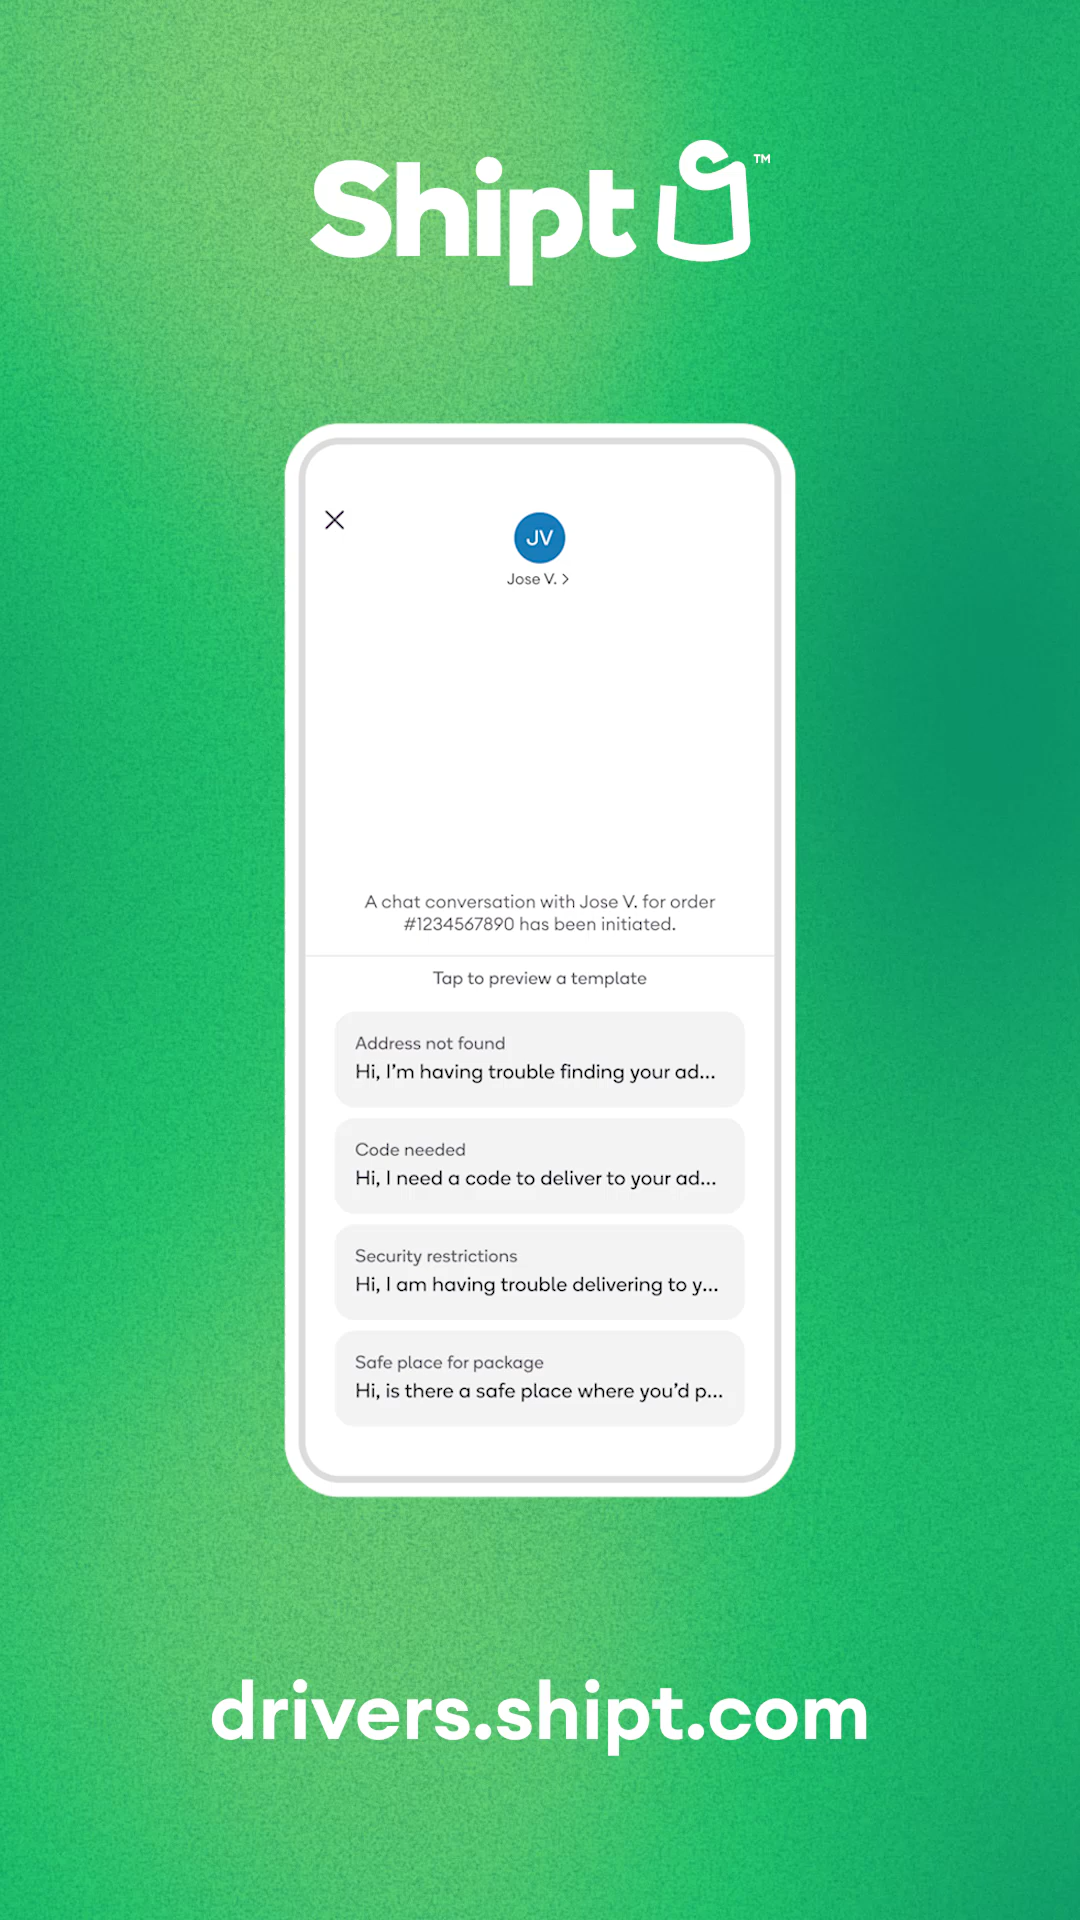 Shipt ™
JV
Jose V. >
A chat conversation with Jose V. for order
#1234567890 has been initiated.
Tap to preview a template
Address not found
Hi, I’m having trouble finding your ad...
Code needed
Hi, I need a code to deliver to your ad...
Security restrictions
Hi, I am having trouble delivering to y...
Safe place for package
Hi, is there a safe place where you’d p...
drivers.shipt.com